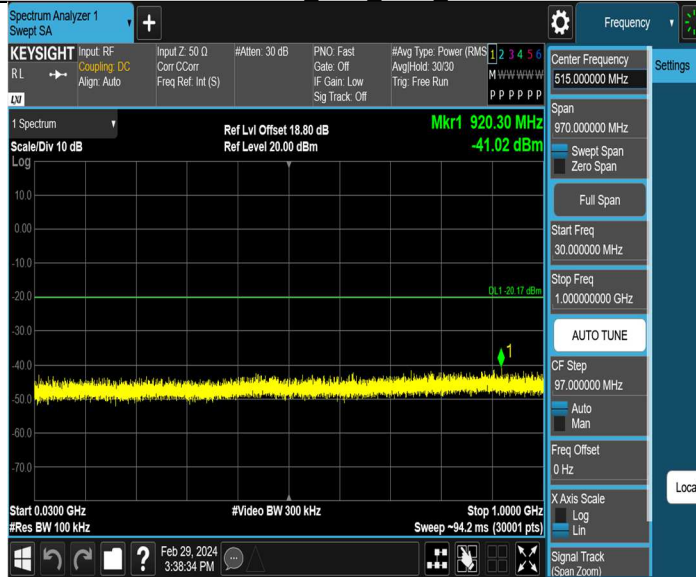 Spectrum Analyzer 1
Swept SA
Frequency
KEYSIGHT
RL
LXI
Input: RF
Coupling: DC
Align: Auto
Input Z: 50 Ω
Corr CCorr
Freq Ref: Int (S)
#Atten: 30 dB
PNO: Fast
Gate: Off
IF Gain: Low
Sig Track: Off
#Avg Type: Power (RMS
Avg|Hold: 30/30
Trig: Free Run
1 2 3 4 5 6
M W W W W W
P P P P P P
1 Spectrum
Scale/Div 10 dB
Log
Ref Lvl Offset 18.80 dB
Ref Level 20.00 dBm
Mkr1 920.30 MHz
-41.02 dBm
10.0
0.00
-10.0
-20.0
-30.0
-40.0
-50.0
-60.0
-70.0
DL1 -20.17 dBm
1
Start 0.0300 GHz
#Res BW 100 kHz
#Video BW 300 kHz
Stop 1.0000 GHz
Sweep ~94.2 ms (30001 pts)
?
Feb 29, 2024
3:38:34 PM
Center Frequency
515.000000 MHz
Span
970.000000 MHz
Swept Span
Zero Span
Full Span
Start Freq
30.000000 MHz
Stop Freq
1.000000000 GHz
AUTO TUNE
CF Step
97.000000 MHz
Auto
Man
Freq Offset
0 Hz
X Axis Scale
Log
Lin
Signal Track
(Span Zoom)
Settings
Loca